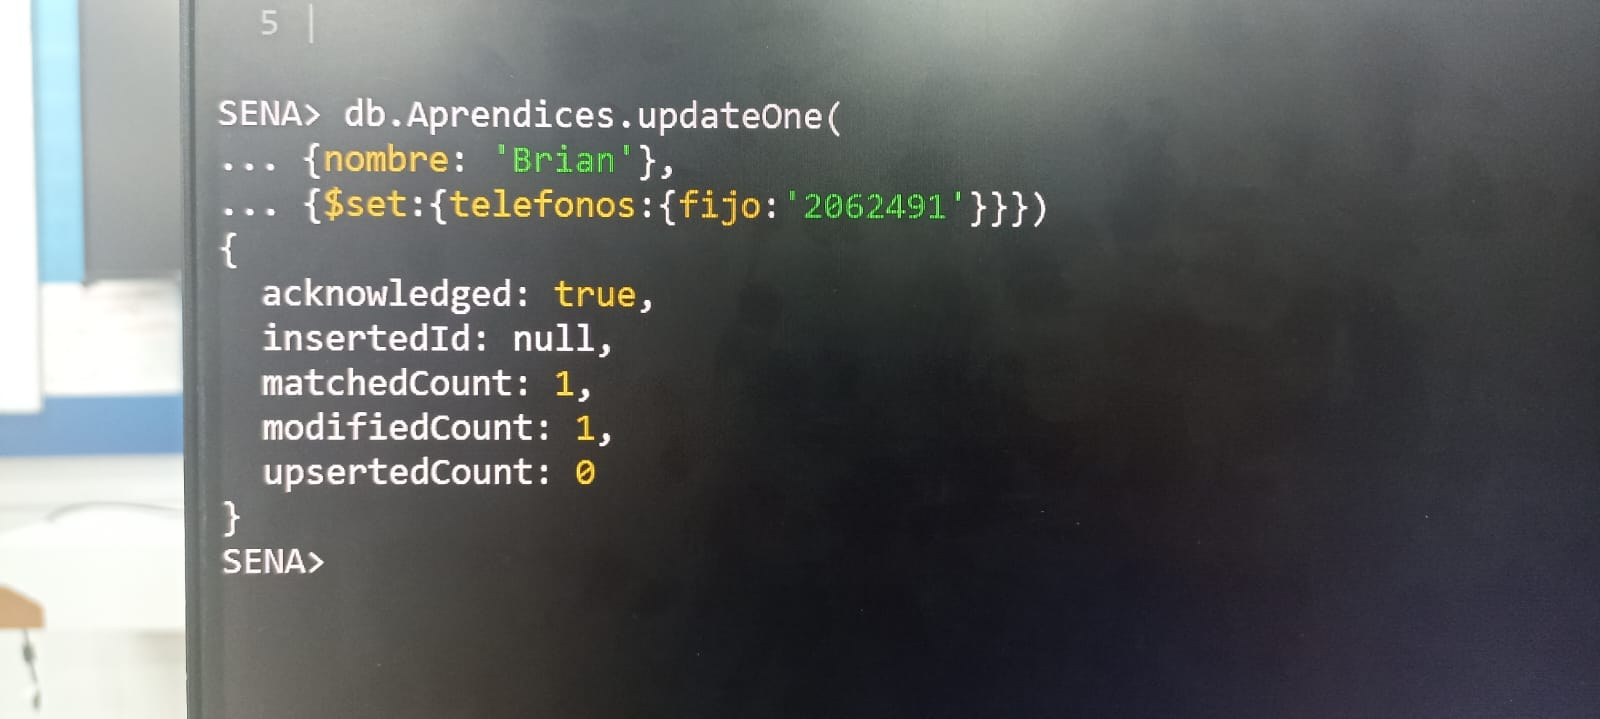 5 |
SENA> db.Aprendices.updateOne(
... {nombre: 'Brian'},
... {$set:{telefonos:{fijo:'2062491'}}})
{
  acknowledged: true,
  insertedId: null,
  matchedCount: 1,
  modifiedCount: 1,
  upsertedCount: 0
}
SENA>